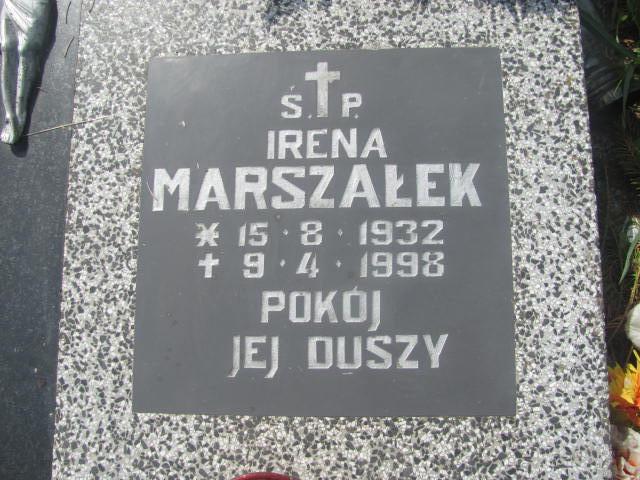 Ś.P.
IRENA
MARSZAŁEK
* 15·8·1932
✝ 9·4·1998
POKÓJ
JEJ DUSZY